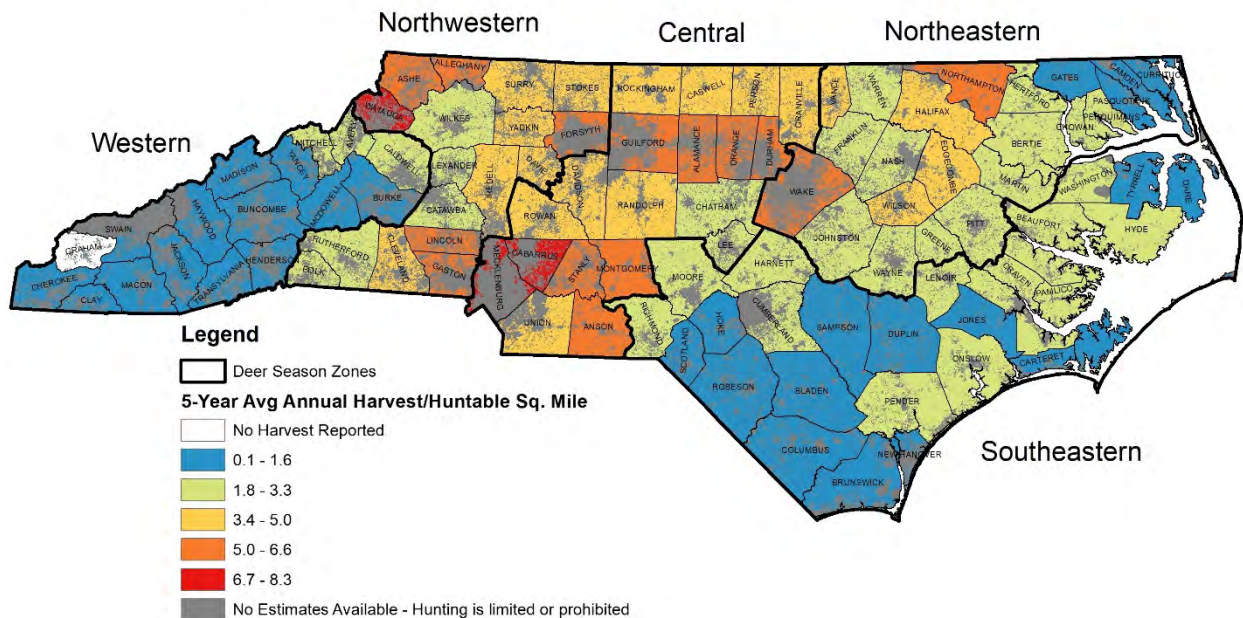 Northwestern
Central
Northeastern
Western
Southeastern
ASHE
ALLEGHANY
SURRY
STOKES
ROCKINGHAM
CASWELL
PERSON
GRANVILLE
VANCE
WARREN
NORTHAMPTON
HERTFORD
GATES
CAMDEN
CURRITUCK
PASQUOTANK
PERQUIMANS
CHOWAN
WATAUGA
WILKES
YADKIN
FORSYTH
GUILFORD
ALAMANCE
ORANGE
DURHAM
FRANKLIN
HALIFAX
BERTIE
MITCHELL
AVERY
CALDWELL
ALEXANDER
IREDELL
DAVIE
DAVIDSON
RANDOLPH
CHATHAM
WAKE
NASH
EDGECOMBE
MARTIN
WASHINGTON
TYRRELL
DARE
MADISON
YANCEY
BUNCOMBE
MCDOWELL
BURKE
CATAWBA
ROWAN
WILSON
PITT
BEAUFORT
HYDE
SWAIN
HAYWOOD
GRAHAM
CHEROKEE
CLAY
MACON
JACKSON
TRANSYLVANIA
HENDERSON
RUTHERFORD
POLK
CLEVELAND
LINCOLN
GASTON
MECKLENBURG
CABARRUS
STANLY
MONTGOMERY
MOORE
LEE
HARNETT
JOHNSTON
WAYNE
GREENE
LENOIR
CRAVEN
PAMLICO
UNION
ANSON
RICHMOND
SCOTLAND
HOKE
CUMBERLAND
SAMPSON
DUPLIN
JONES
ONSLOW
CARTERET
ROBESON
BLADEN
PENDER
COLUMBUS
NEW HANOVER
BRUNSWICK
Legend
Deer Season Zones
5-Year Avg Annual Harvest/Huntable Sq. Mile
No Harvest Reported
0.1 - 1.6
1.8 - 3.3
3.4 - 5.0
5.0 - 6.6
6.7 - 8.3
No Estimates Available - Hunting is limited or prohibited